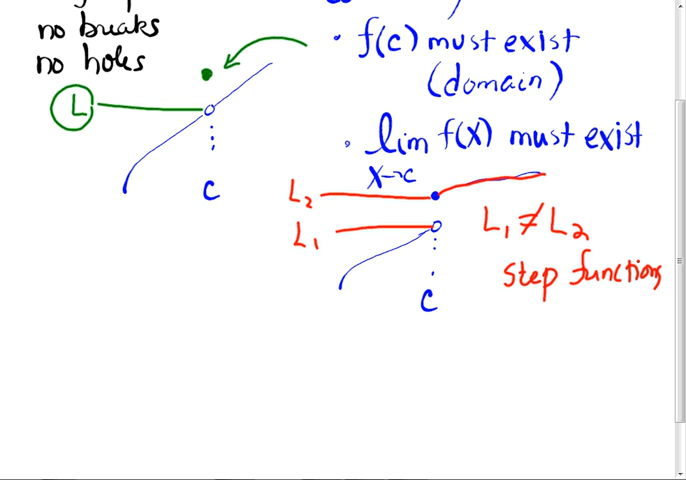 no breaks
no holes
L
C
• f(c) must exist
(domain)
• lim f(x) must exist
x→c
L₂
L₁
L₁ ≠ L₂
step functions
C